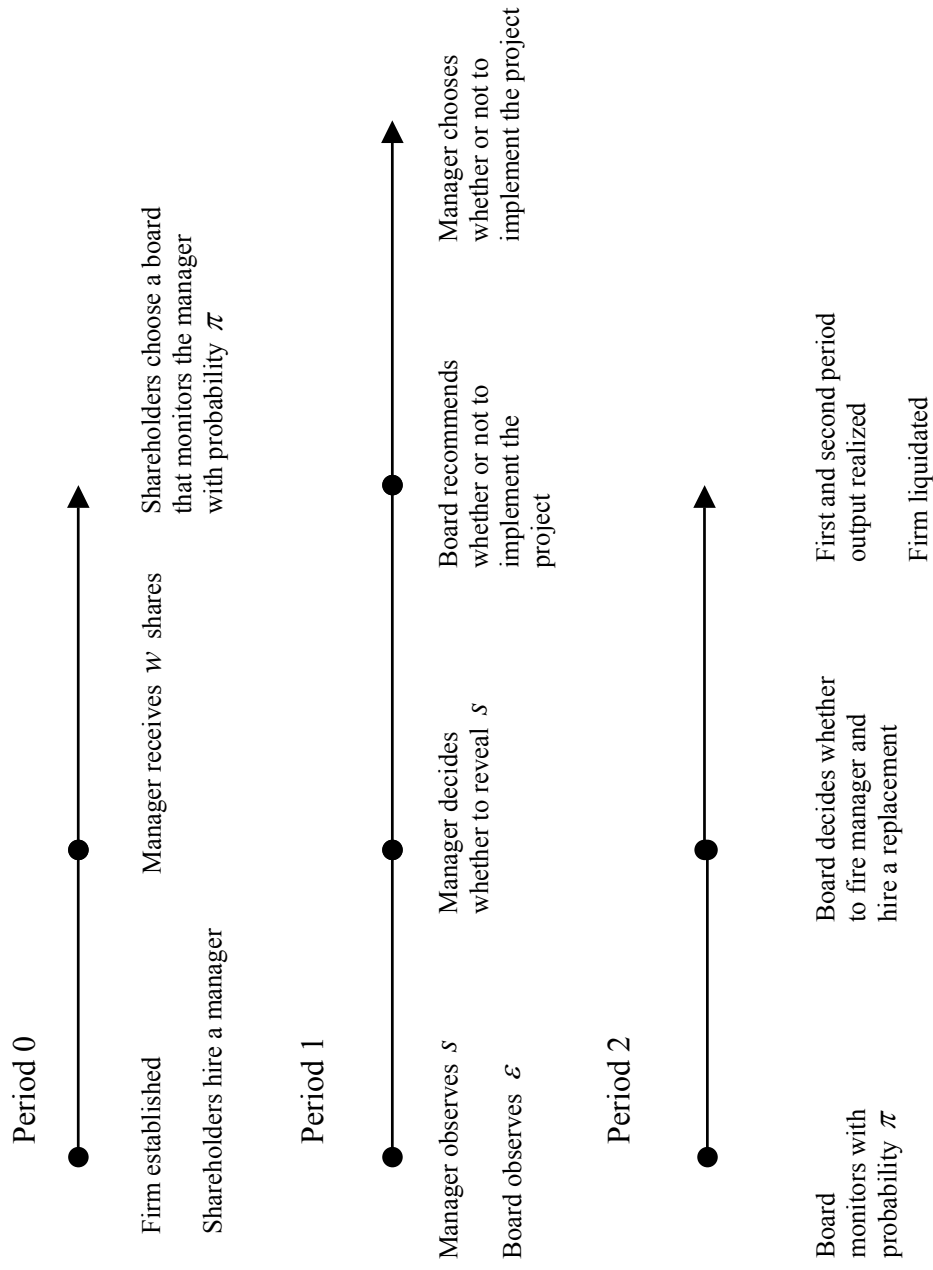 Period 0
Firm established
Shareholders hire a manager
Manager receives w shares
Shareholders choose a board
that monitors the manager
with probability π
Period 1
Manager observes s
Board observes ε
Manager decides
whether to reveal s
Board recommends
whether or not to
implement the
project
Manager chooses
whether or not to
implement the project
Period 2
Board
monitors with
probability π
Board decides whether
to fire manager and
hire a replacement
First and second period
output realized
Firm liquidated